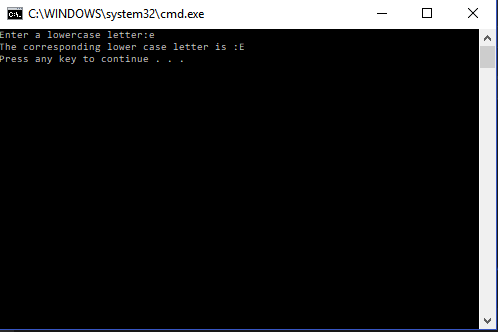 C:\WINDOWS\system32\cmd.exe
Enter a lowercase letter:e
The corresponding lower case letter is :E
Press any key to continue . . .